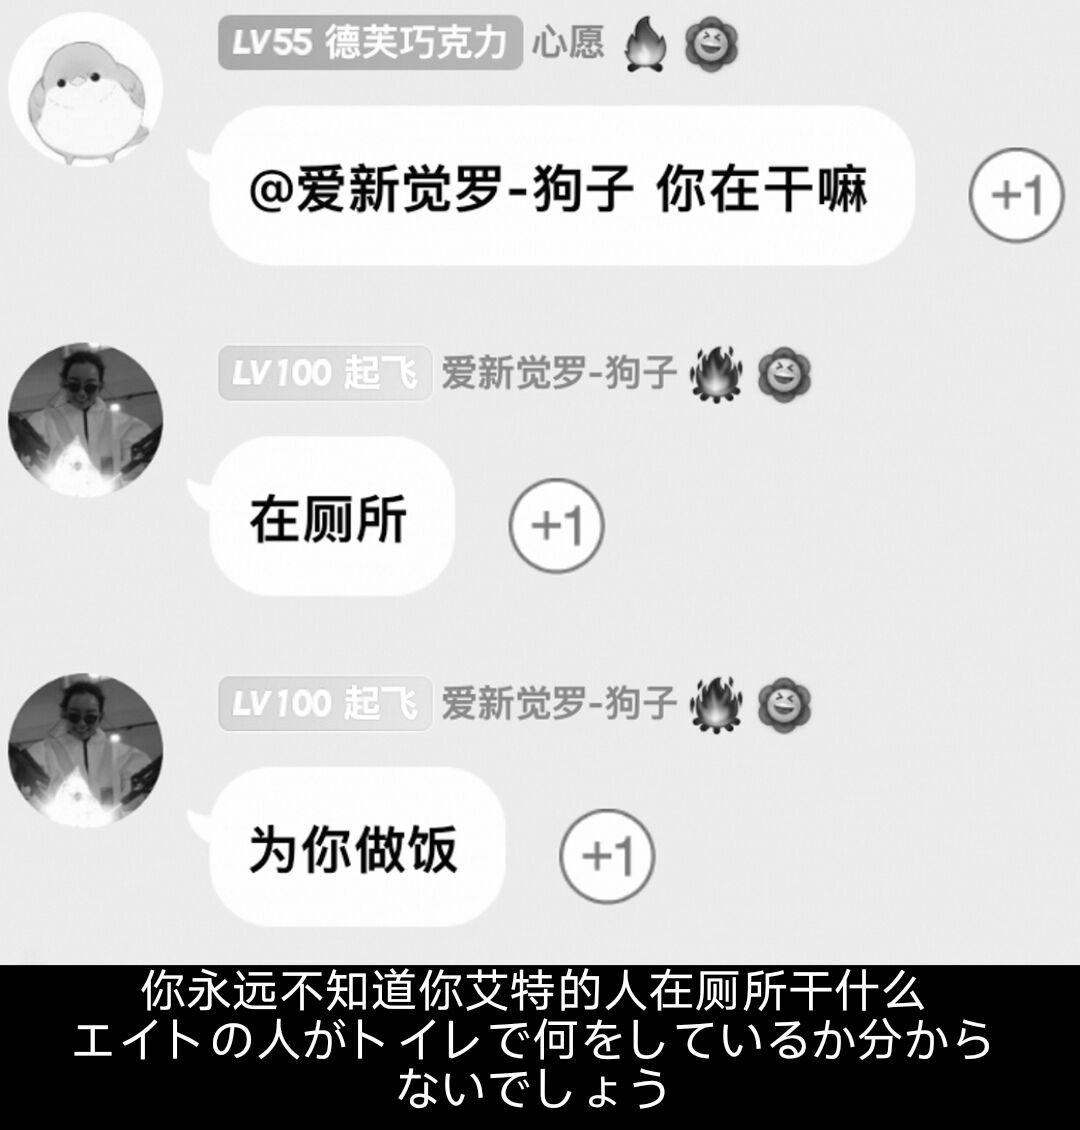 LV55 德芙巧克力 心愿
@爱新觉罗-狗子 你在干嘛
+1
LV100 起飞 爱新觉罗-狗子
在厕所
+1
LV100 起飞 爱新觉罗-狗子
为你做饭
+1
你永远不知道你艾特的人在厕所干什么
エイトの人がトイレで何をしているか分から
ないでしょう